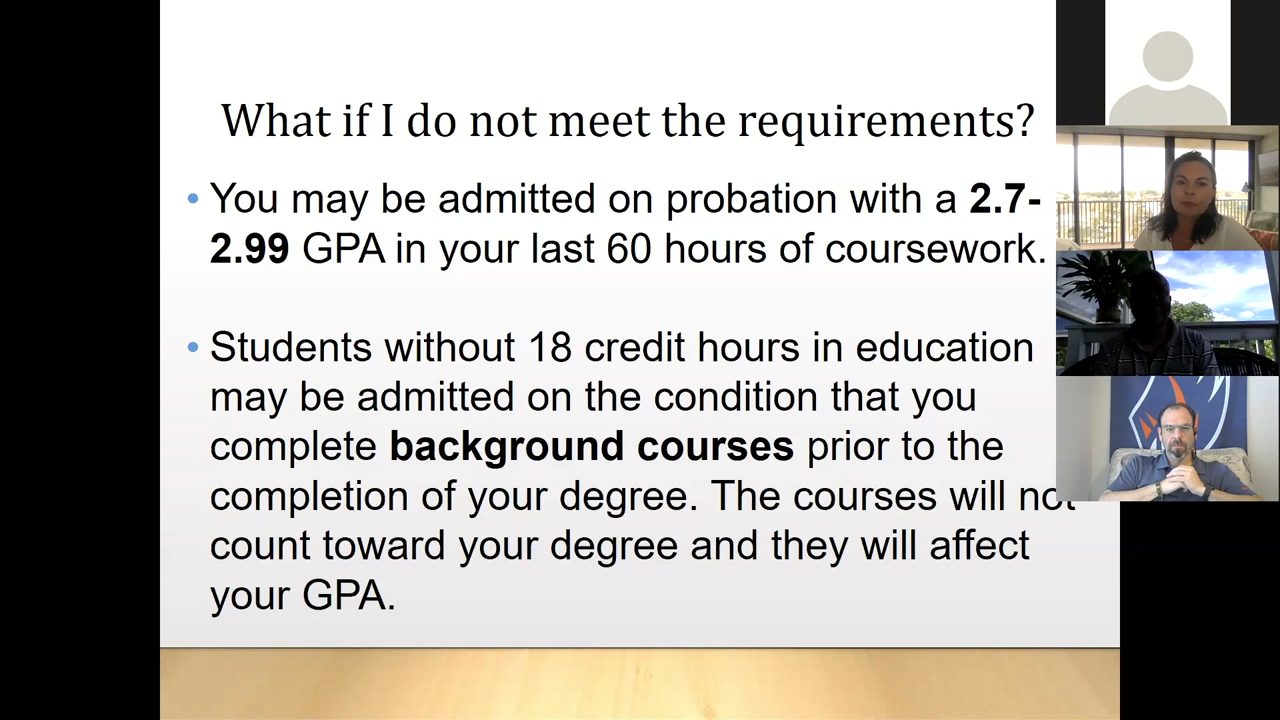 What if I do not meet the requirements?
• You may be admitted on probation with a 2.7-
2.99 GPA in your last 60 hours of coursework.
• Students without 18 credit hours in education
may be admitted on the condition that you
complete background courses prior to the
completion of your degree. The courses will not
count toward your degree and they will affect
your GPA.